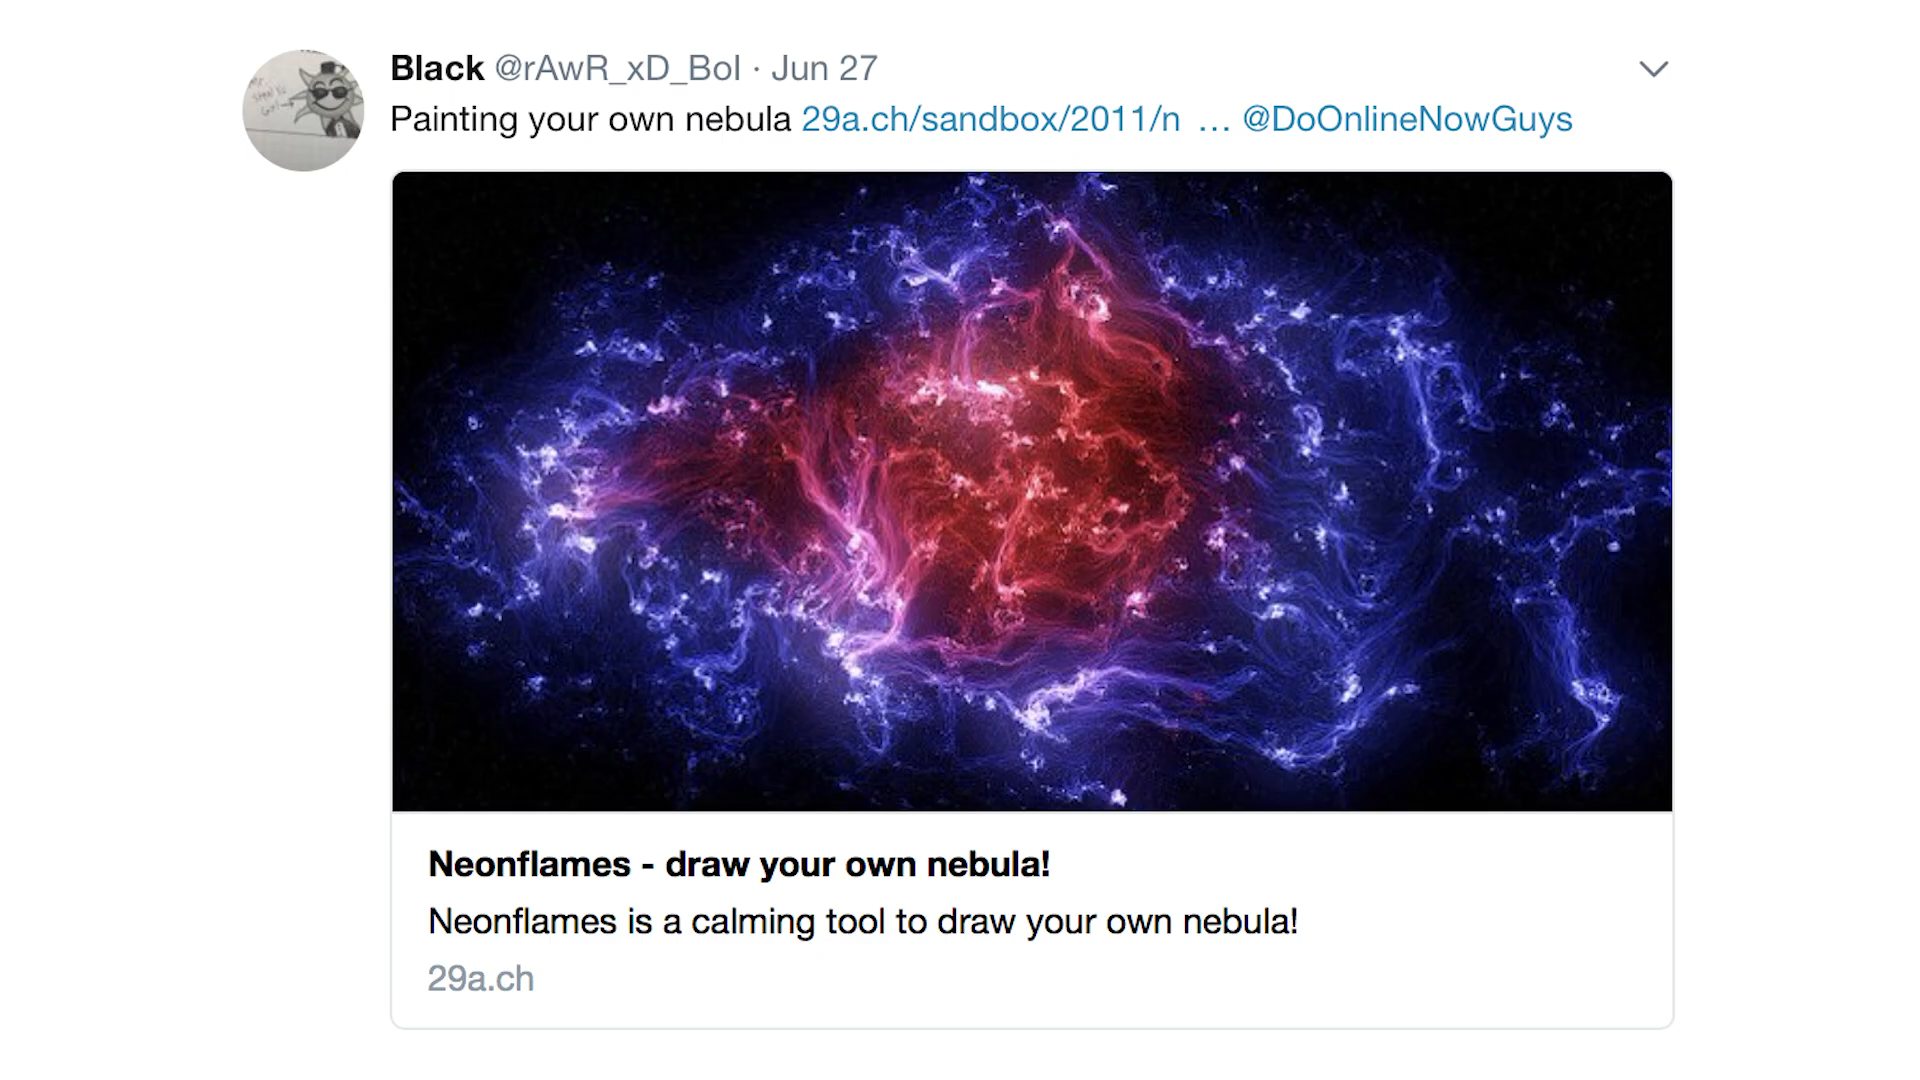 Black @rAwR_xD_BoI · Jun 27
Painting your own nebula 29a.ch/sandbox/2011/n … @DoOnlineNowGuys
Neonflames - draw your own nebula!
Neonflames is a calming tool to draw your own nebula!
29a.ch